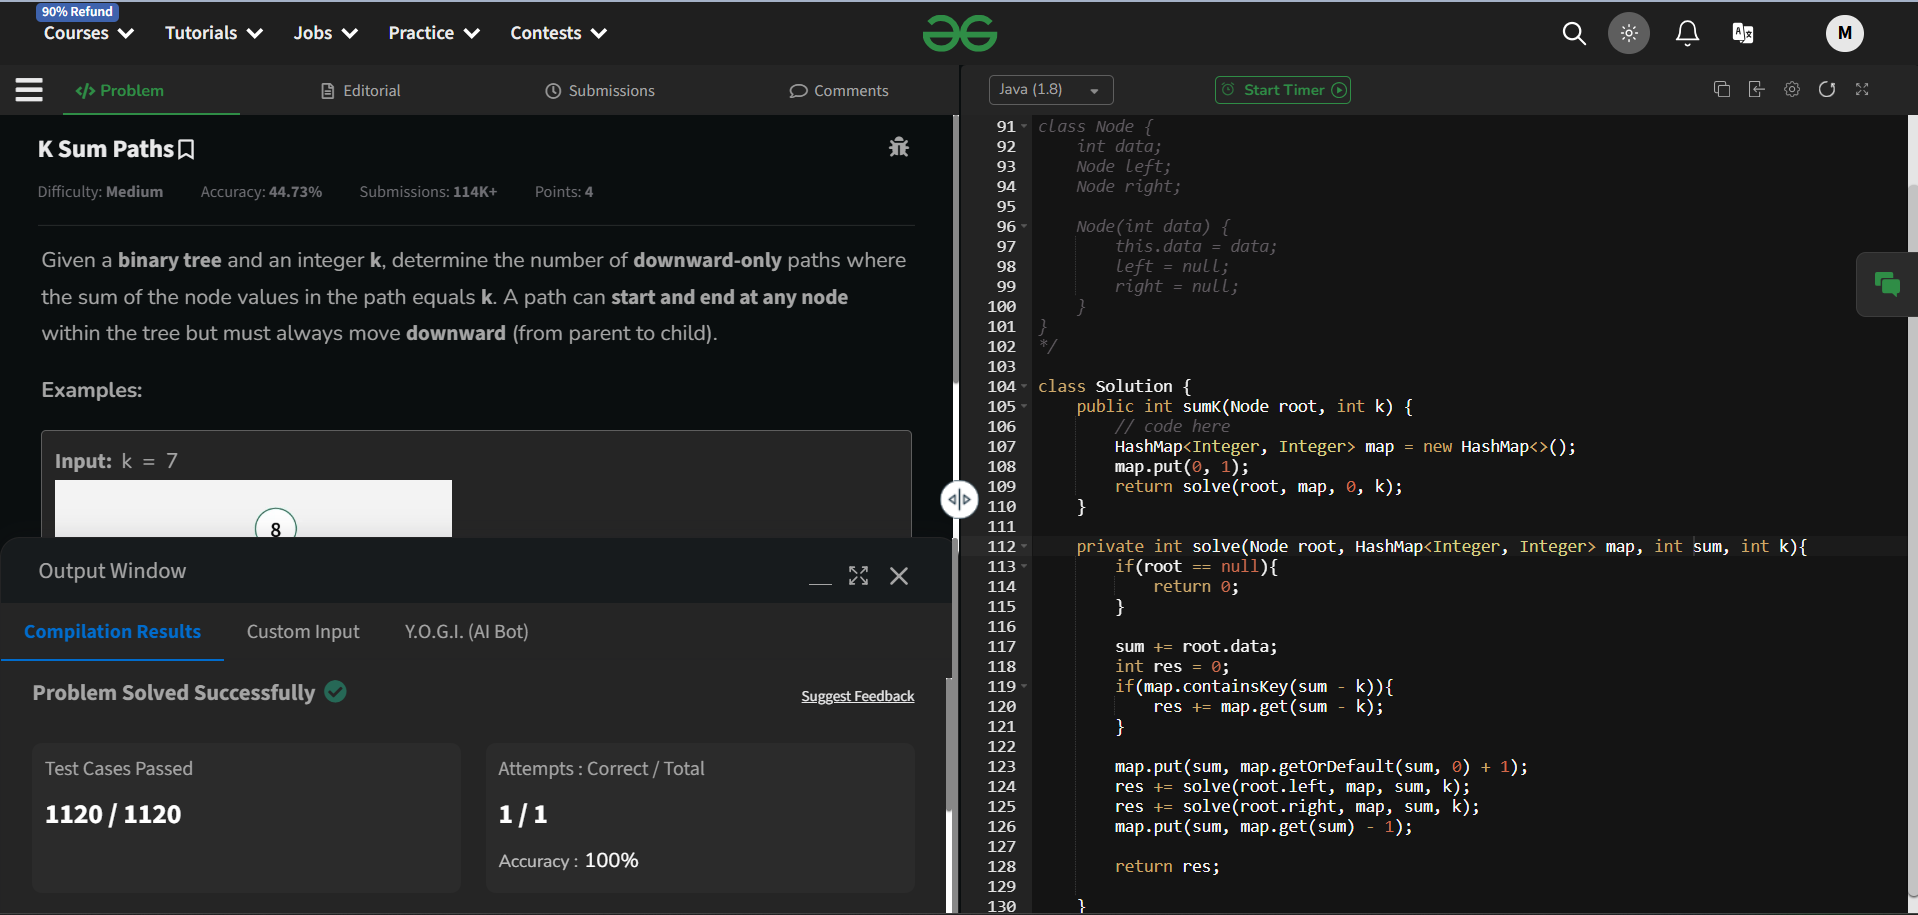 90% Refund
Courses Tutorials Jobs Practice Contests
M
Problem Editorial Submissions Comments
K Sum Paths
Difficulty: Medium Accuracy: 44.73% Submissions: 114K+ Points: 4
Given a binary tree and an integer k, determine the number of downward-only paths where
the sum of the node values in the path equals k. A path can start and end at any node
within the tree but must always move downward (from parent to child).
Examples:
Input: k = 7
8
Output Window
Compilation Results Custom Input Y.O.G.I. (AI Bot)
Problem Solved Successfully
Suggest Feedback
Test Cases Passed
1120 / 1120
Attempts : Correct / Total
1 / 1
Accuracy : 100%
Java (1.8)
Start Timer
91 class Node {
92     int data;
93     Node left;
94     Node right;
95
96     Node(int data) {
97         this.data = data;
98         left = null;
99         right = null;
100     }
101 }
102 */
103
104 class Solution {
105     public int sumK(Node root, int k) {
106         // code here
107         HashMap<Integer, Integer> map = new HashMap<>();
108         map.put(0, 1);
109         return solve(root, map, 0, k);
110     }
111
112     private int solve(Node root, HashMap<Integer, Integer> map, int sum, int k){
113         if(root == null){
114             return 0;
115         }
116
117         sum += root.data;
118         int res = 0;
119         if(map.containsKey(sum - k)){
120             res += map.get(sum - k);
121         }
122
123         map.put(sum, map.getOrDefault(sum, 0) + 1);
124         res += solve(root.left, map, sum, k);
125         res += solve(root.right, map, sum, k);
126         map.put(sum, map.get(sum) - 1);
127
128         return res;
129
130     }